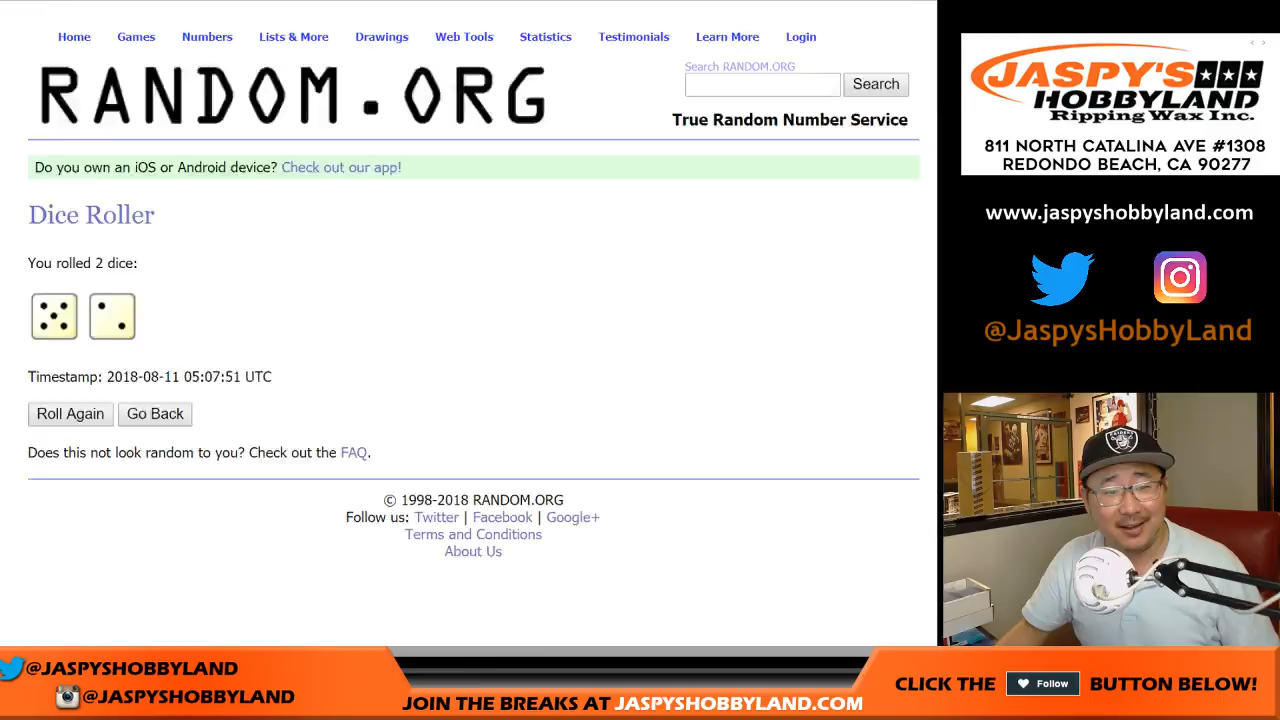 Home Games Numbers Lists & More Drawings Web Tools Statistics Testimonials Learn More Login
RANDOM.ORG
Search RANDOM.ORG
Search
True Random Number Service
Do you own an iOS or Android device? Check out our app!
Dice Roller
You rolled 2 dice:
Timestamp: 2018-08-11 05:07:51 UTC
Roll Again Go Back
Does this not look random to you? Check out the FAQ.
© 1998-2018 RANDOM.ORG
Follow us: Twitter | Facebook | Google+
Terms and Conditions
About Us
JASPY'S
HOBBYLAND
Ripping Wax Inc.
811 NORTH CATALINA AVE #1308
REDONDO BEACH, CA 90277
www.jaspyshobbyland.com
@JaspysHobbyLand
RAIDERS
@JASPYSHOBBYLAND
@JASPYSHOBBYLAND
JOIN THE BREAKS AT JASPYSHOBBYLAND.COM
CLICK THE Follow BUTTON BELOW!